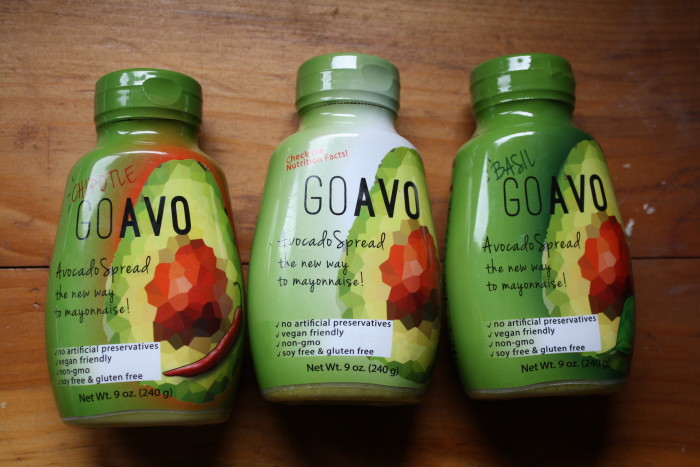 CHIPOTLE
GOAVO
Avocado Spread
the new way
to mayonnaise!
✓no artificial preservatives
✓vegan friendly
✓non-gmo
✓soy free & gluten free
Net Wt. 9 oz. (240 g)
Check the
Nutrition Facts!
GOAVO
Avocado Spread
the new way
to mayonnaise!
✓no artificial preservatives
✓vegan friendly
✓non-gmo
✓soy free & gluten free
Net Wt. 9 oz. (240 g)
BASIL
GOAVO
Avocado Spread
the new way
to mayonnaise!
✓no artificial preservatives
✓vegan friendly
✓non-gmo
✓soy free & gluten free
Net Wt. 9 oz. (240 g)